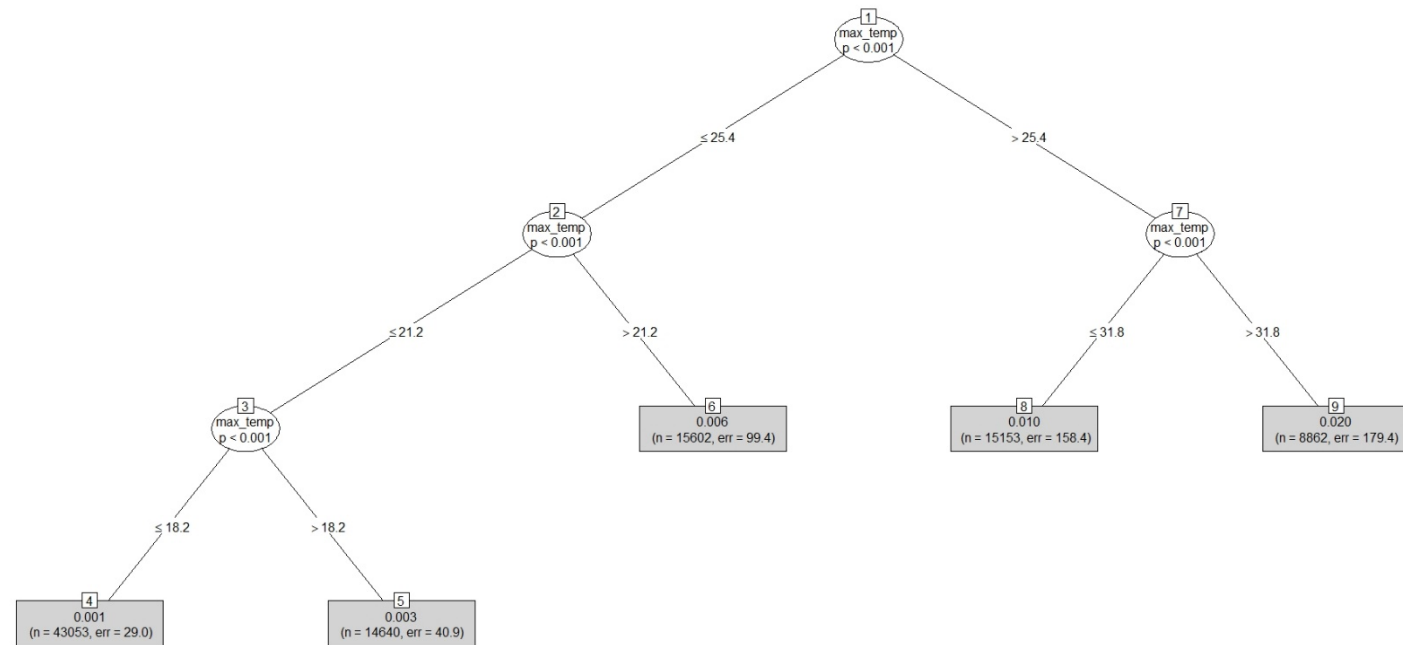 1
max_temp
p < 0.001
≤ 25.4
> 25.4
2
max_temp
p < 0.001
7
max_temp
p < 0.001
≤ 21.2
> 21.2
≤ 31.8
> 31.8
3
max_temp
p < 0.001
6
0.006
(n = 15602, err = 99.4)
8
0.010
(n = 15153, err = 158.4)
9
0.020
(n = 8862, err = 179.4)
≤ 18.2
> 18.2
4
0.001
(n = 43053, err = 29.0)
5
0.003
(n = 14640, err = 40.9)